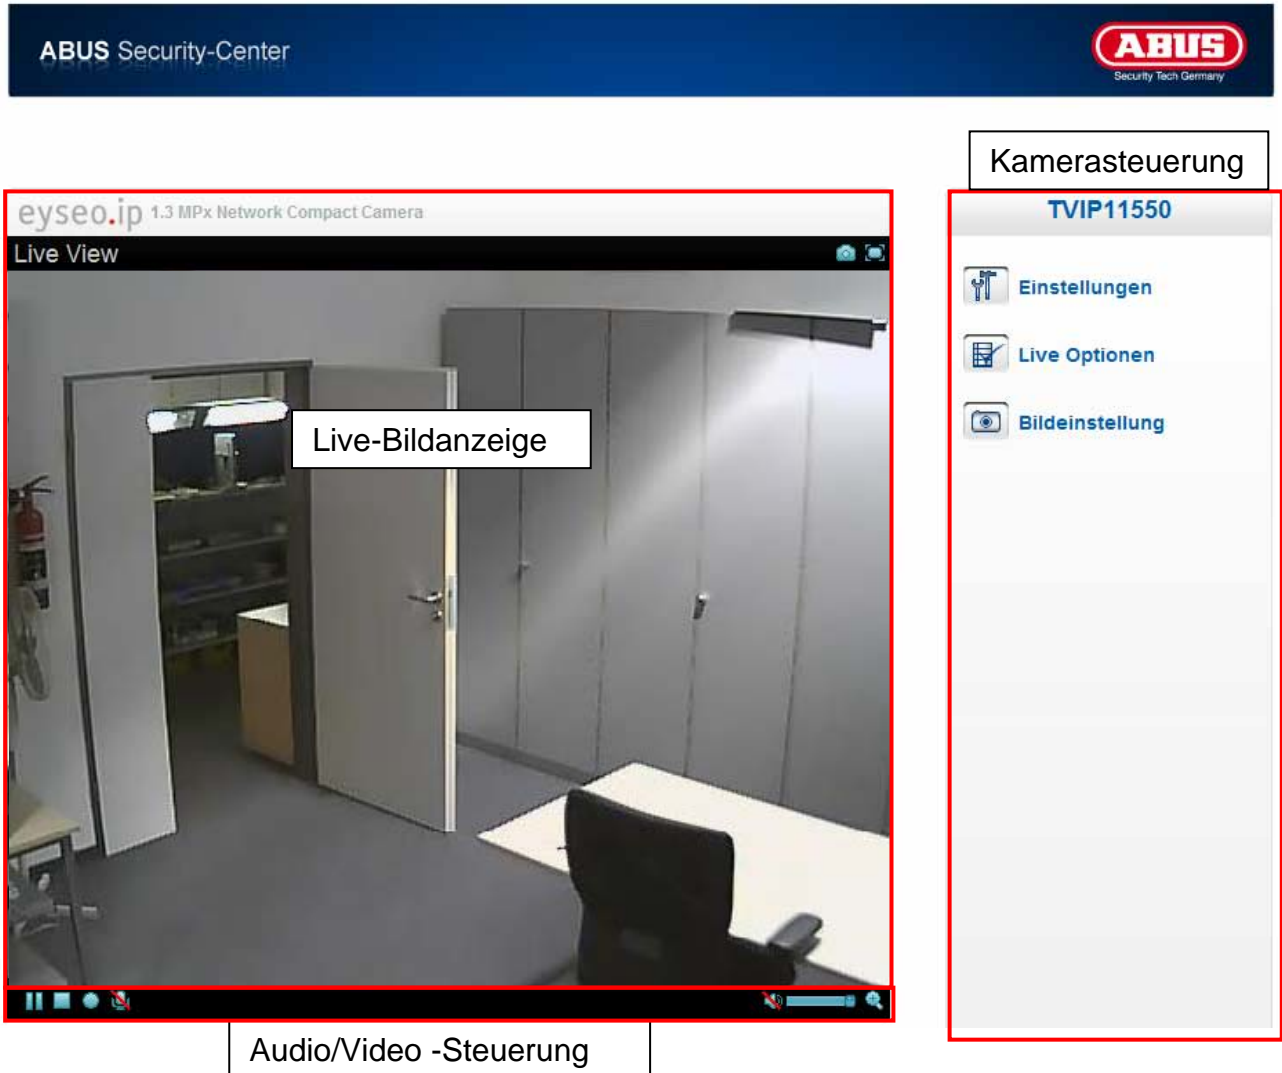 ABUS Security-Center
ABUS
Security Tech Germany
Kamerasteuerung
eyseo.ip 1.3 MPx Network Compact Camera
TVIP11550
Live View
Einstellungen
Live Optionen
Bildeinstellung
Live-Bildanzeige
Audio/Video -Steuerung